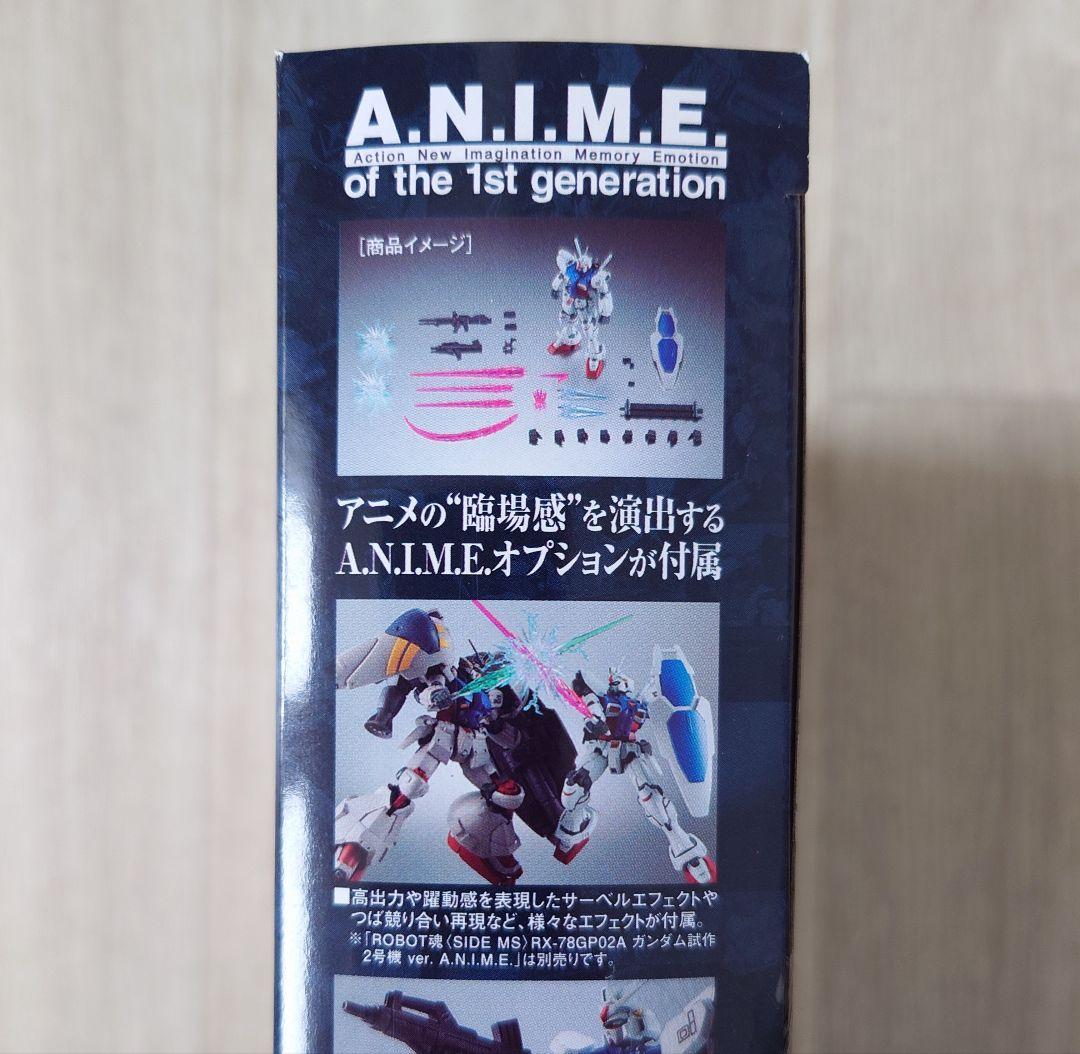 A.N.I.M.E.
Action New Imagination Memory Emotion
of the 1st generation
[商品イメージ]
アニメの“臨場感”を演出する
A.N.I.M.E.オプションが付属
■高出力や躍動感を表現したサーベルエフェクトや
つば競り合い再現など、様々なエフェクトが付属。
※「ROBOT魂〈SIDE MS〉RX-78GP02A ガンダム試作
2号機 ver. A.N.I.M.E.」は別売りです。